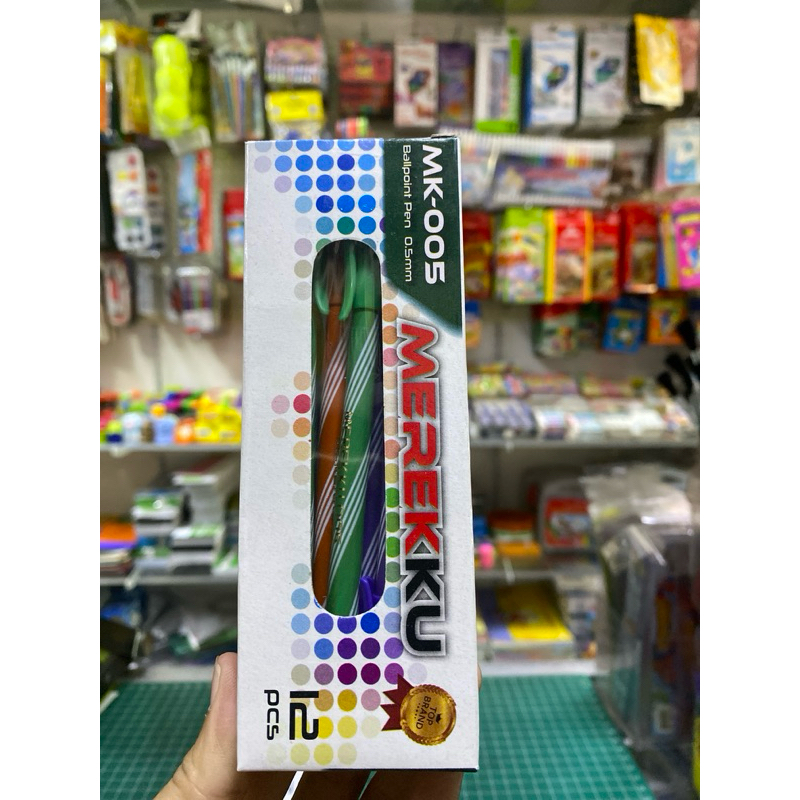 MK-005
Ballpoint Pen 0.5mm
MEREKKU
TOP
BRAND
12
pcs